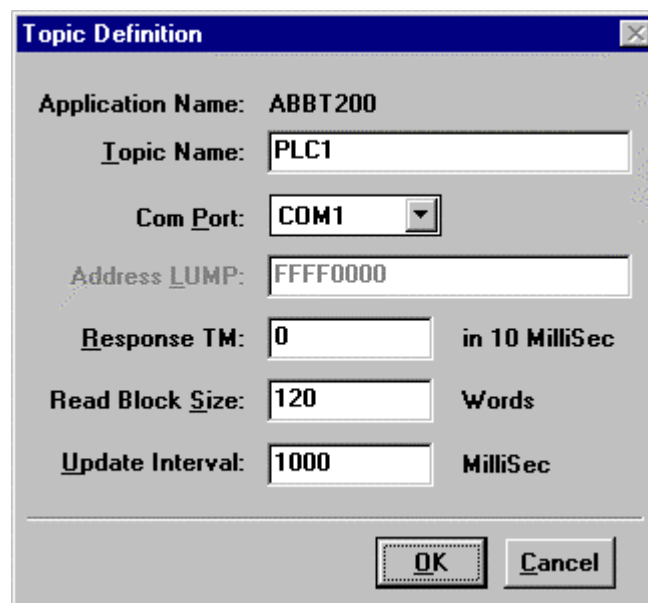 Topic Definition
Application Name: ABBT200
Topic Name: PLC1
Com Port: COM1
Address LUMP: FFFF0000
Response TM: 0 in 10 MilliSec
Read Block Size: 120 Words
Update Interval: 1000 MilliSec
OK Cancel